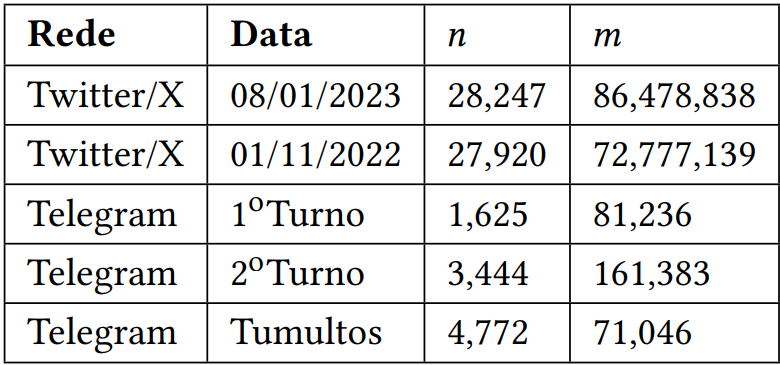 Rede Data n m
Twitter/X 08/01/2023 28,247 86,478,838
Twitter/X 01/11/2022 27,920 72,777,139
Telegram 1ºTurno 1,625 81,236
Telegram 2ºTurno 3,444 161,383
Telegram Tumultos 4,772 71,046